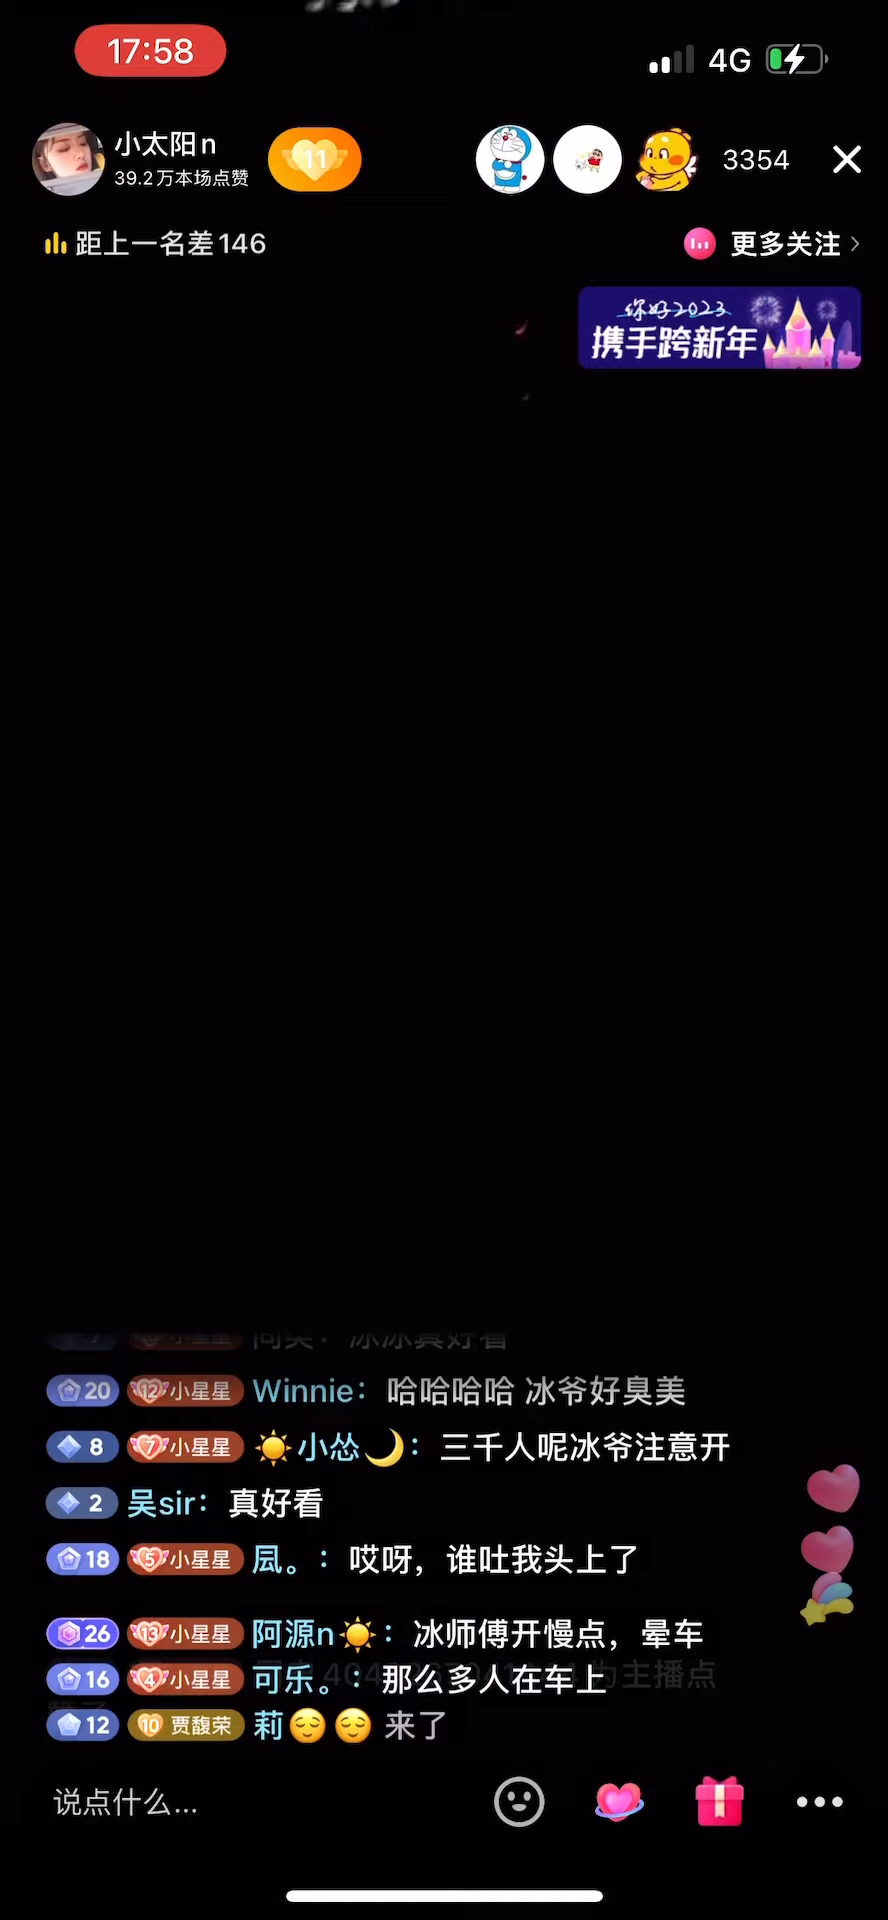 17:58
4G
小太阳n
39.2万本场点赞
11
3354
距上一名差146
更多关注
你好2023
携手跨新年
20 12 小星星 Winnie：哈哈哈哈 冰爷好臭美
8 7 小星星 ☀️小怂🌙：三千人呢冰爷注意开
2 吴sir：真好看
18 5 小星星 凨。：哎呀，谁吐我头上了
26 13 小星星 阿源n☀️：冰师傅开慢点，晕车
16 4 小星星 可乐。：那么多人在车上
为主播点
12 10 贾馥荣 莉😌😌 来了
说点什么...